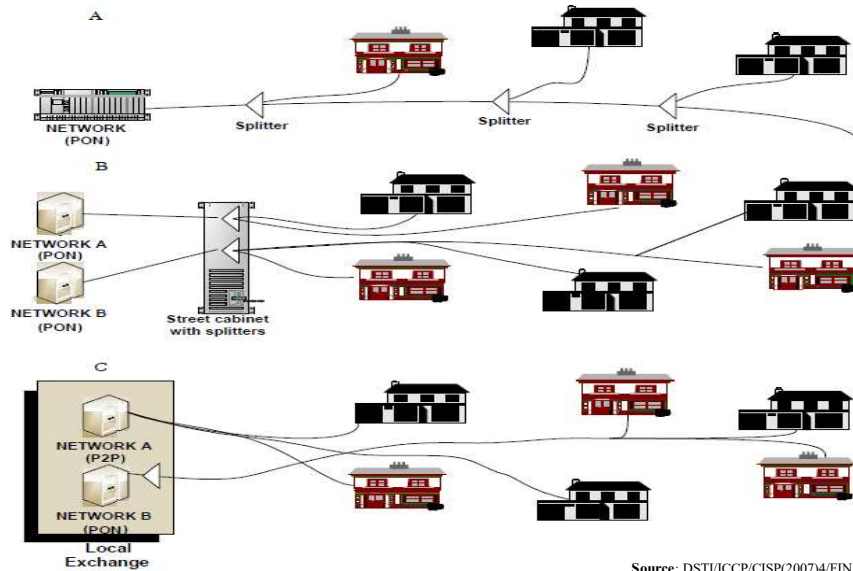 A
NETWORK
(PON)
Splitter
Splitter
Splitter
B
NETWORK A
(PON)
NETWORK B
(PON)
Street cabinet
with splitters
C
NETWORK A
(P2P)
NETWORK B
(PON)
Local
Exchange
Source: DSTI/ICCP/CISP(2007)4/FIN